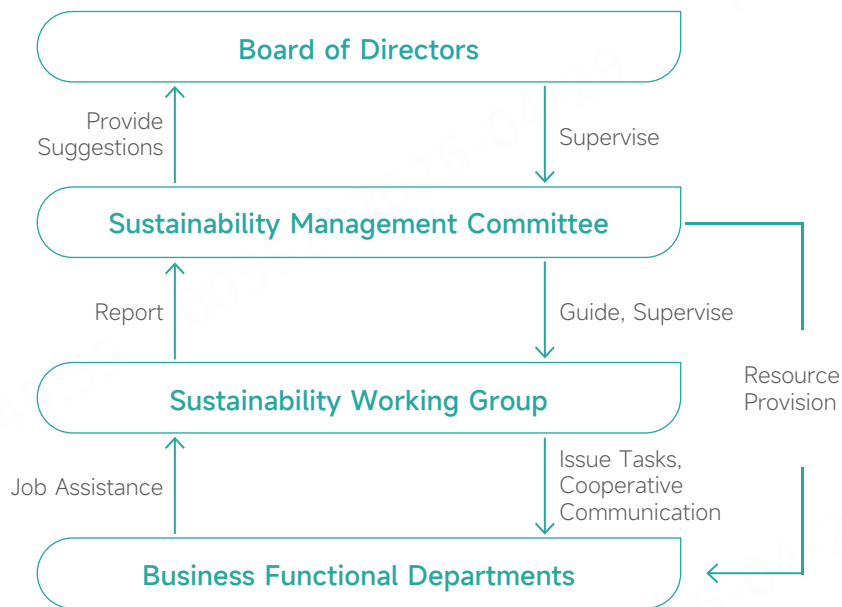 Board of Directors
Provide
Suggestions
Supervise
Sustainability Management Committee
Report
Guide, Supervise
Resource
Provision
Sustainability Working Group
Job Assistance
Issue Tasks,
Cooperative
Communication
Business Functional Departments